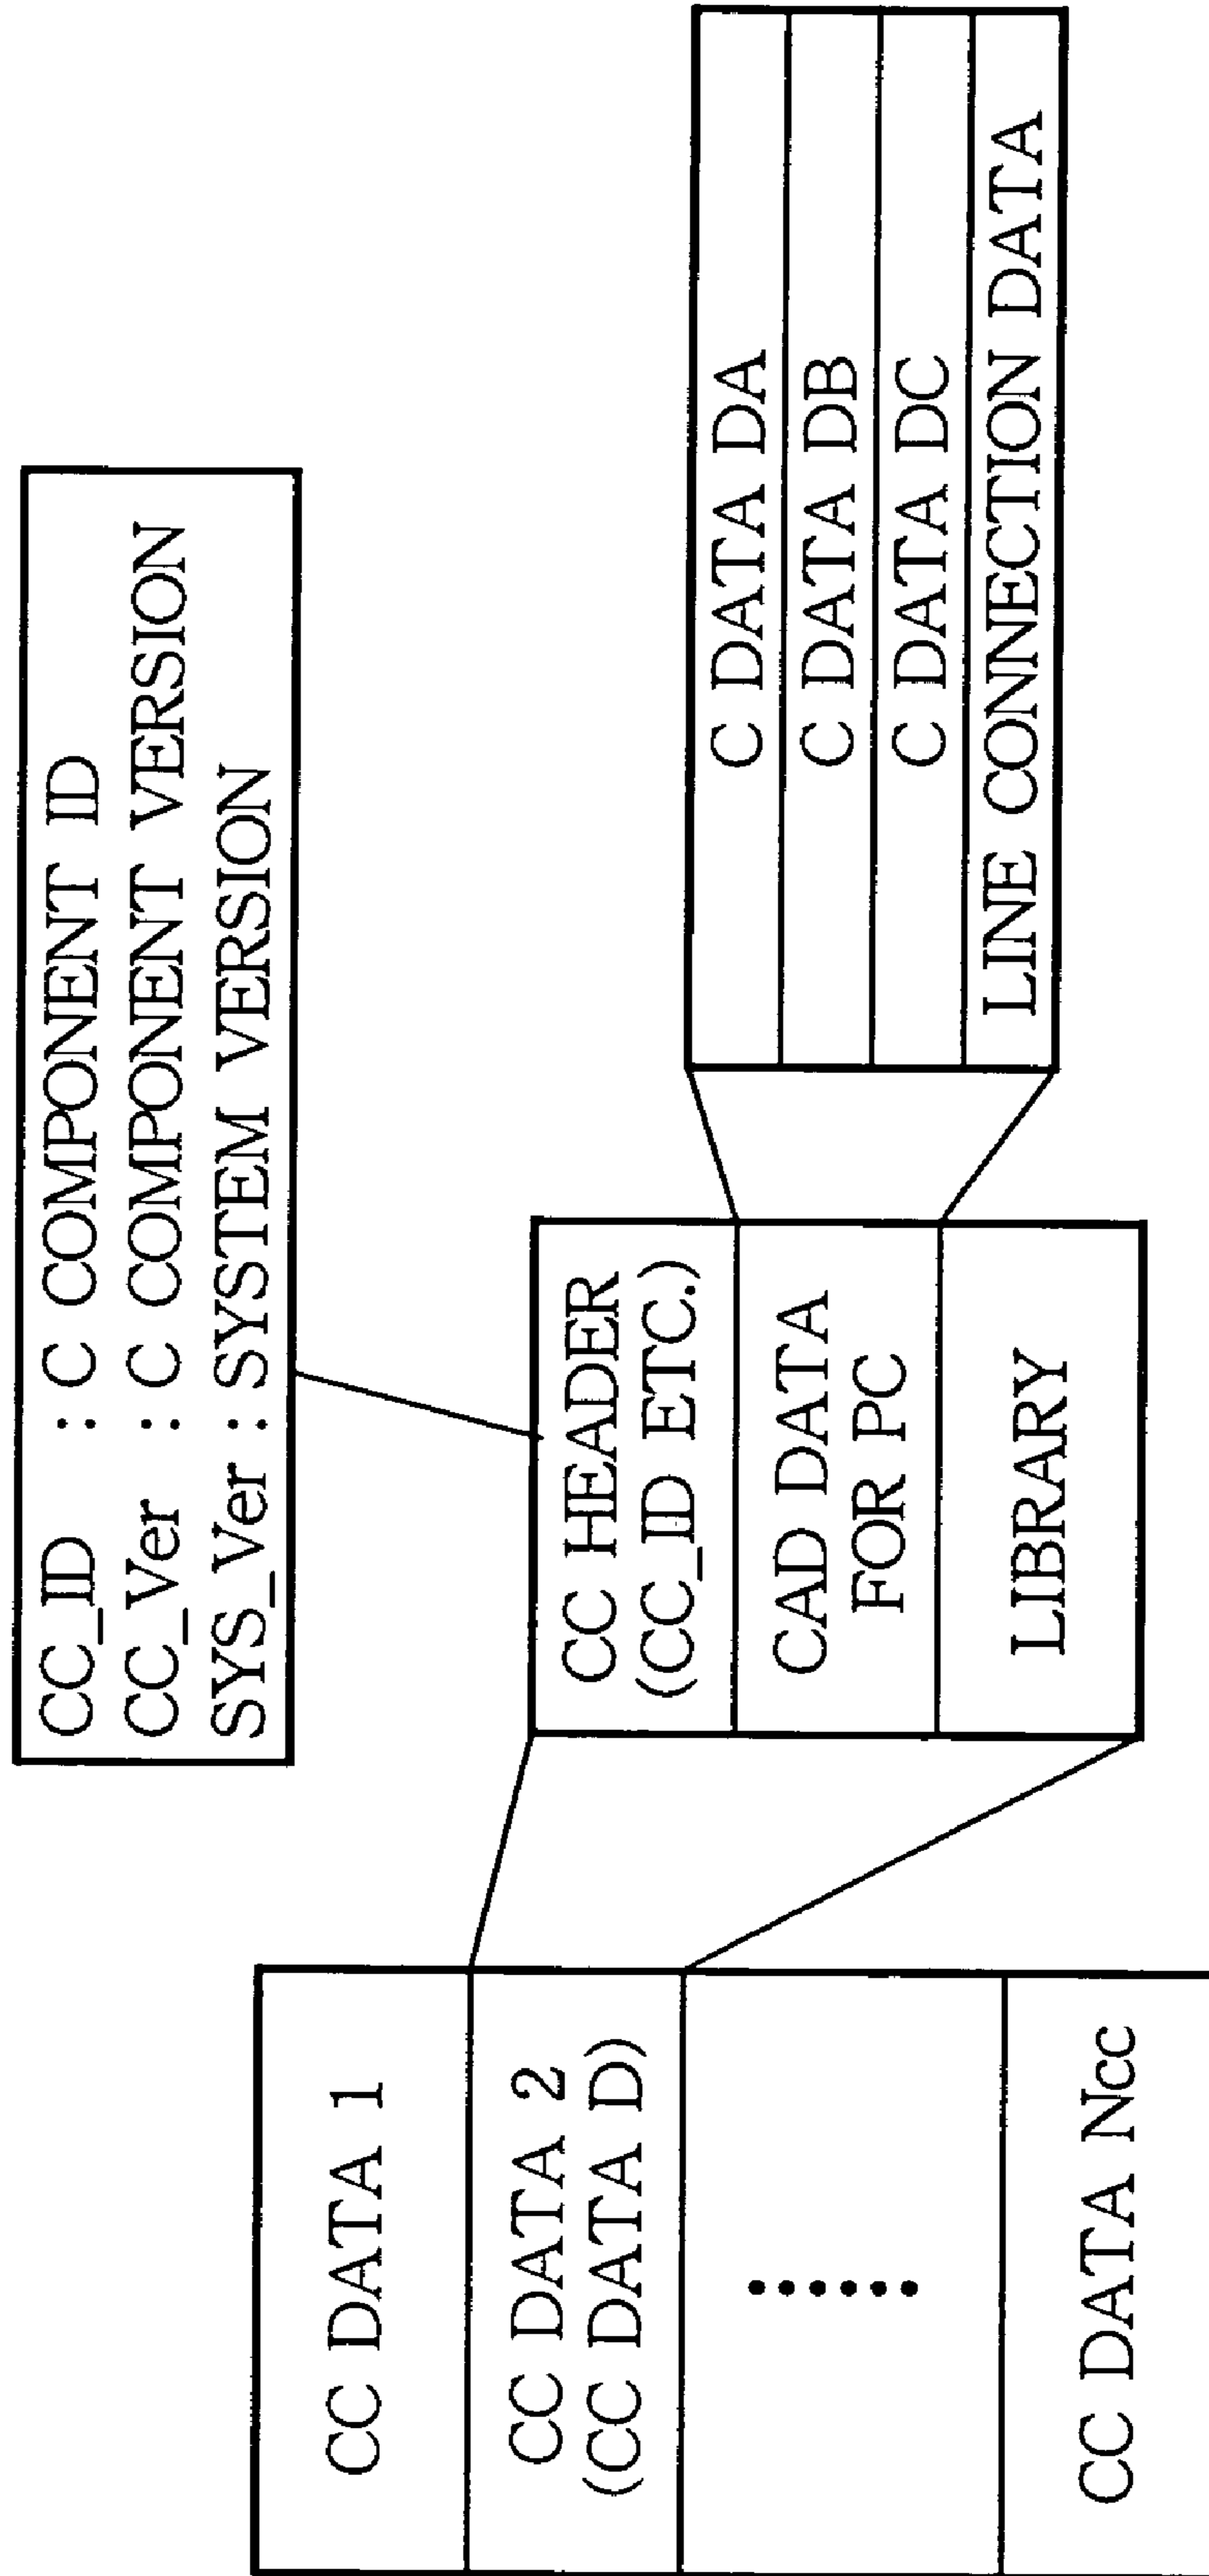 CC_ID : C COMPONENT ID
CC_Ver : C COMPONENT VERSION
SYS_Ver : SYSTEM VERSION
CC DATA 1
CC DATA 2
(CC DATA D)
......
CC DATA Ncc
CC HEADER
(CC_ID ETC.)
CAD DATA
FOR PC
LIBRARY
C DATA DA
C DATA DB
C DATA DC
LINE CONNECTION DATA